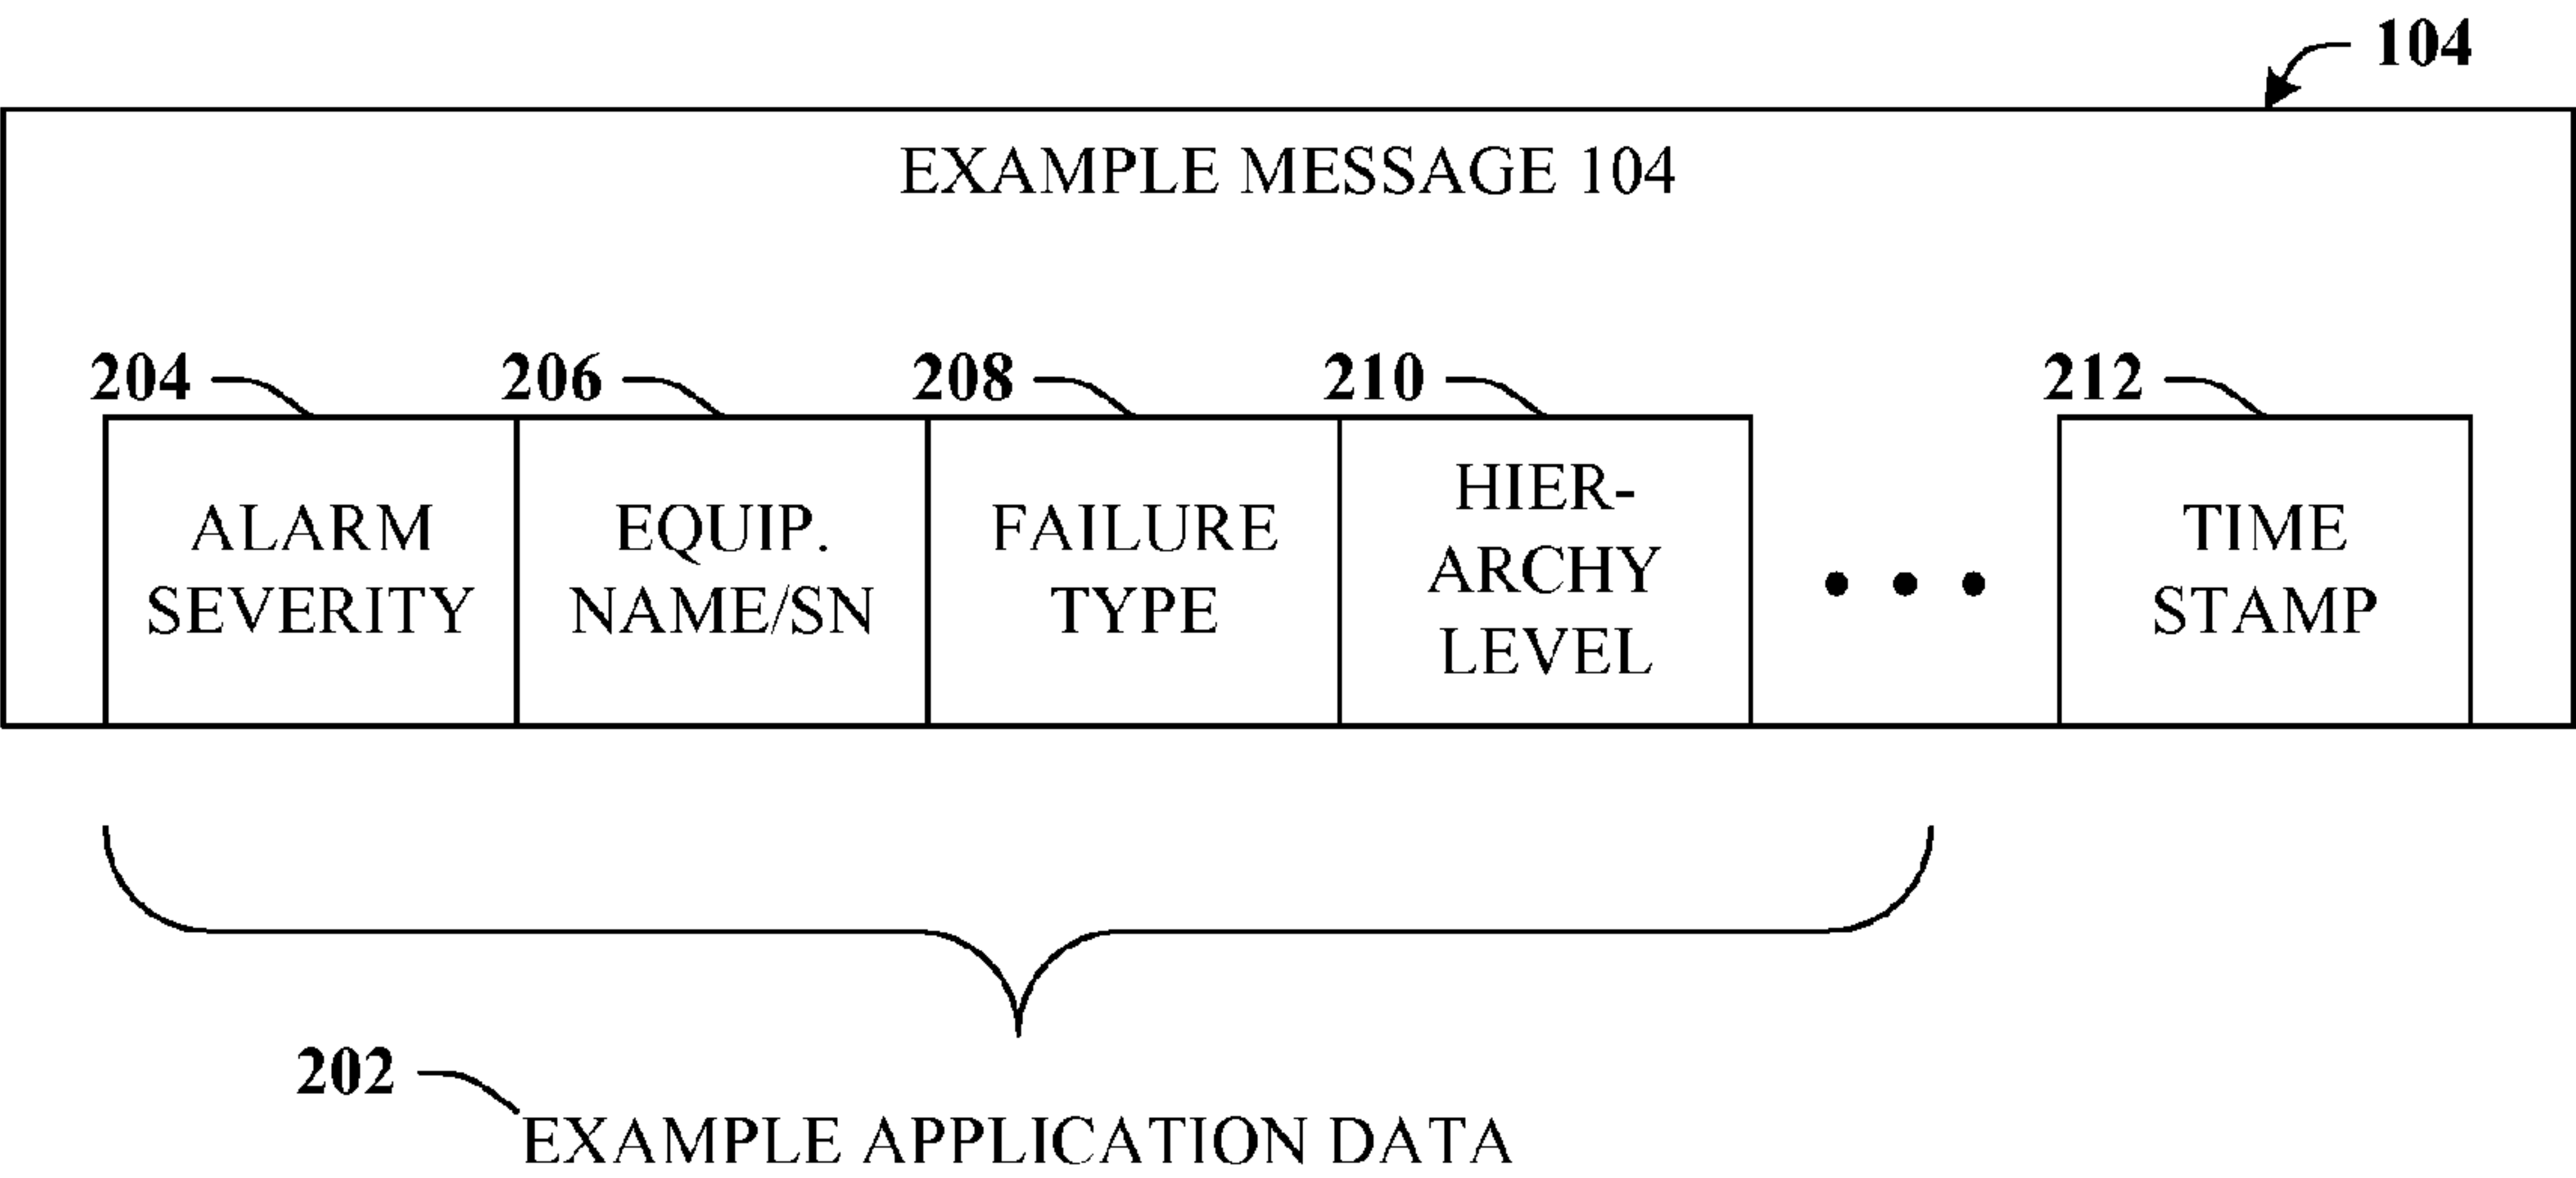 104
EXAMPLE MESSAGE 104
204
206
208
210
212
ALARM
SEVERITY
EQUIP.
NAME/SN
FAILURE
TYPE
HIER-
ARCHY
LEVEL
TIME
STAMP
202
EXAMPLE APPLICATION DATA